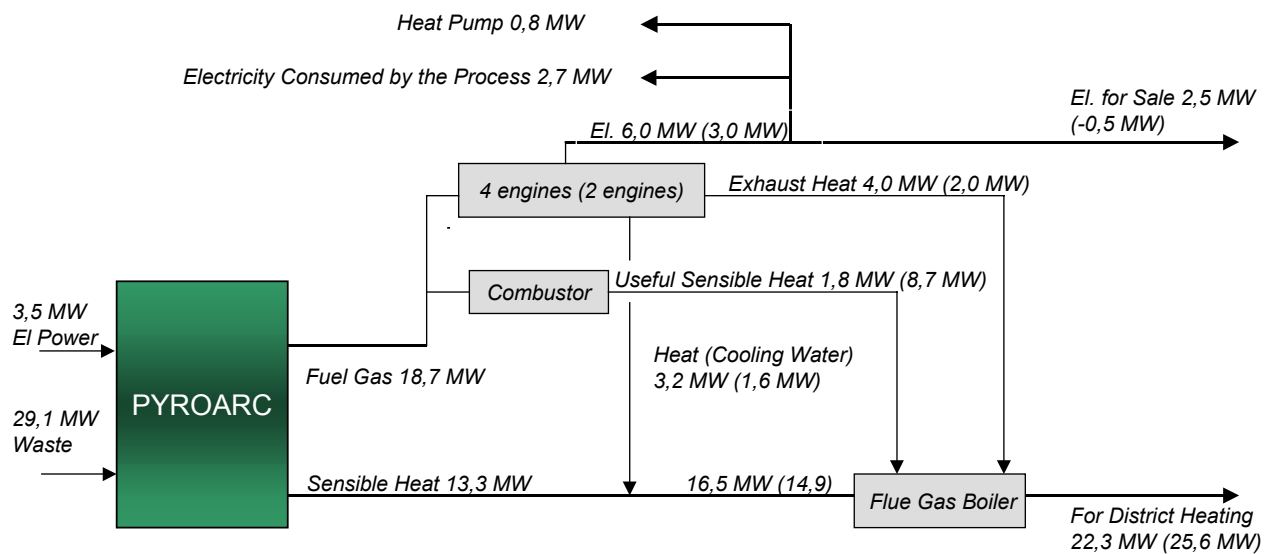 Heat Pump 0,8 MW
Electricity Consumed by the Process 2,7 MW
El. for Sale 2,5 MW
(-0,5 MW)
El. 6,0 MW (3,0 MW)
4 engines (2 engines)
Exhaust Heat 4,0 MW (2,0 MW)
Combustor
Useful Sensible Heat 1,8 MW (8,7 MW)
3,5 MW
El Power
Heat (Cooling Water)
3,2 MW (1,6 MW)
Fuel Gas 18,7 MW
PYROARC
29,1 MW
Waste
Sensible Heat 13,3 MW
16,5 MW (14,9)
Flue Gas Boiler
For District Heating
22,3 MW (25,6 MW)